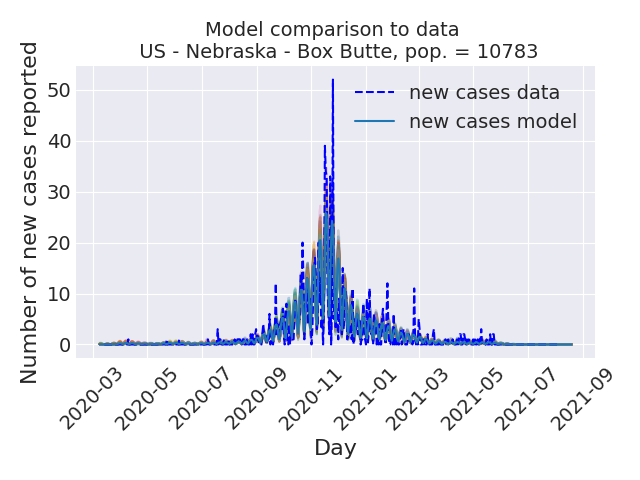 Model comparison to data
US - Nebraska - Box Butte, pop. = 10783
new cases data
new cases model
Number of new cases reported
50
40
30
20
10
0
2020-03
2020-05
2020-07
2020-09
2020-11
2021-01
2021-03
2021-05
2021-07
2021-09
Day